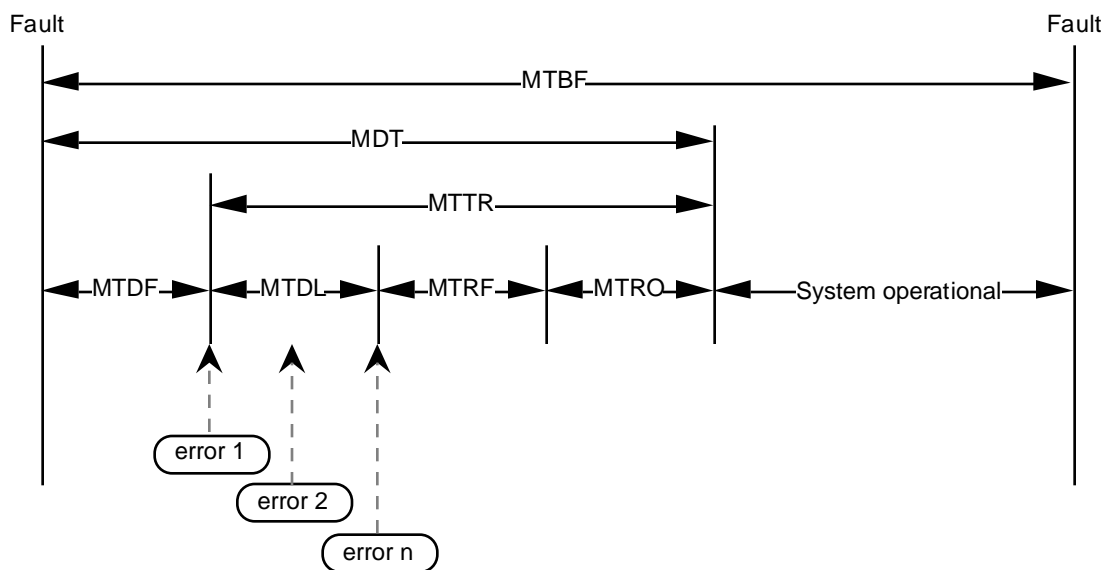 Fault Fault
MTBF
MDT
MTTR
MTDF MTDL MTRF MTRO System operational
error 1
error 2
error n